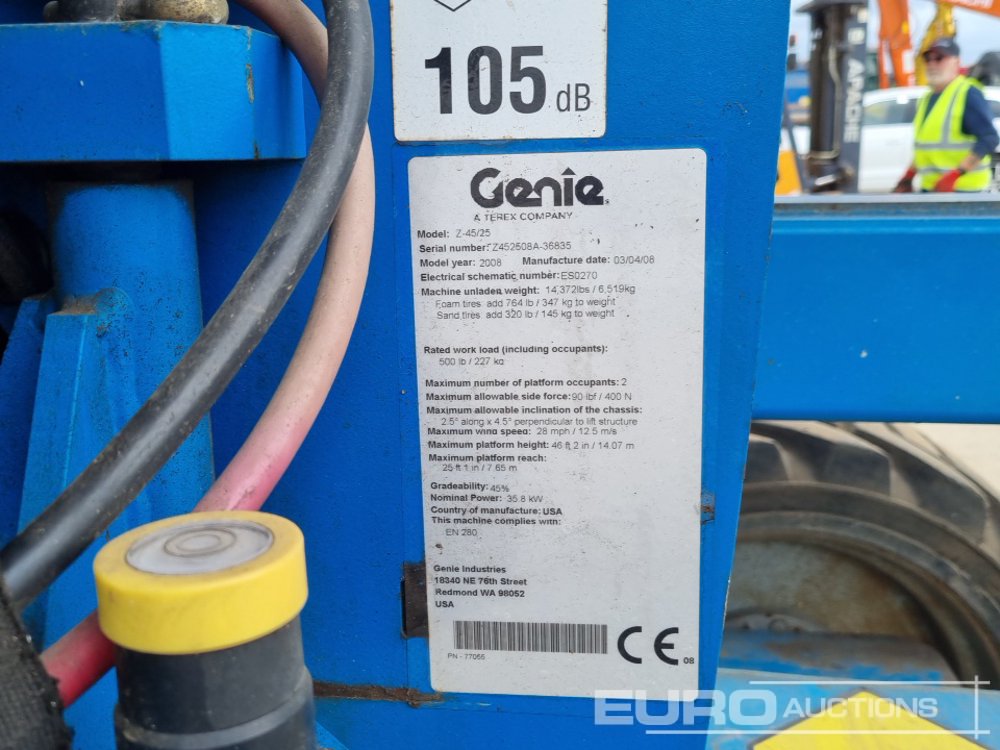 105 dB
APACHE
Genie
A TEREX COMPANY
Model: Z-45/25
Serial number: Z452508A-36835
Model year: 2008 Manufacture date: 03/04/08
Electrical schematic number: ES0270
Machine unladen weight: 14,372lbs / 6,519kg
Foam tires add 764 lb / 347 kg to weight
Sand tires add 320 lb / 145 kg to weight
Rated work load (including occupants):
500 lb / 227 kg
Maximum number of platform occupants: 2
Maximum allowable side force: 90 lbf / 400 N
Maximum allowable inclination of the chassis:
2.5° along x 4.5° perpendicular to lift structure
Maximum wind speed: 28 mph / 12.5 m/s
Maximum platform height: 46 ft 2 in / 14.07 m
Maximum platform reach:
25 ft 1 in / 7.65 m
Gradeability: 45%
Nominal Power: 35.8 kW
Country of manufacture: USA
This machine complies with:
EN 280
Genie Industries
18340 NE 76th Street
Redmond WA 98052
USA
PN - 77055
CE 08
EURO AUCTIONS